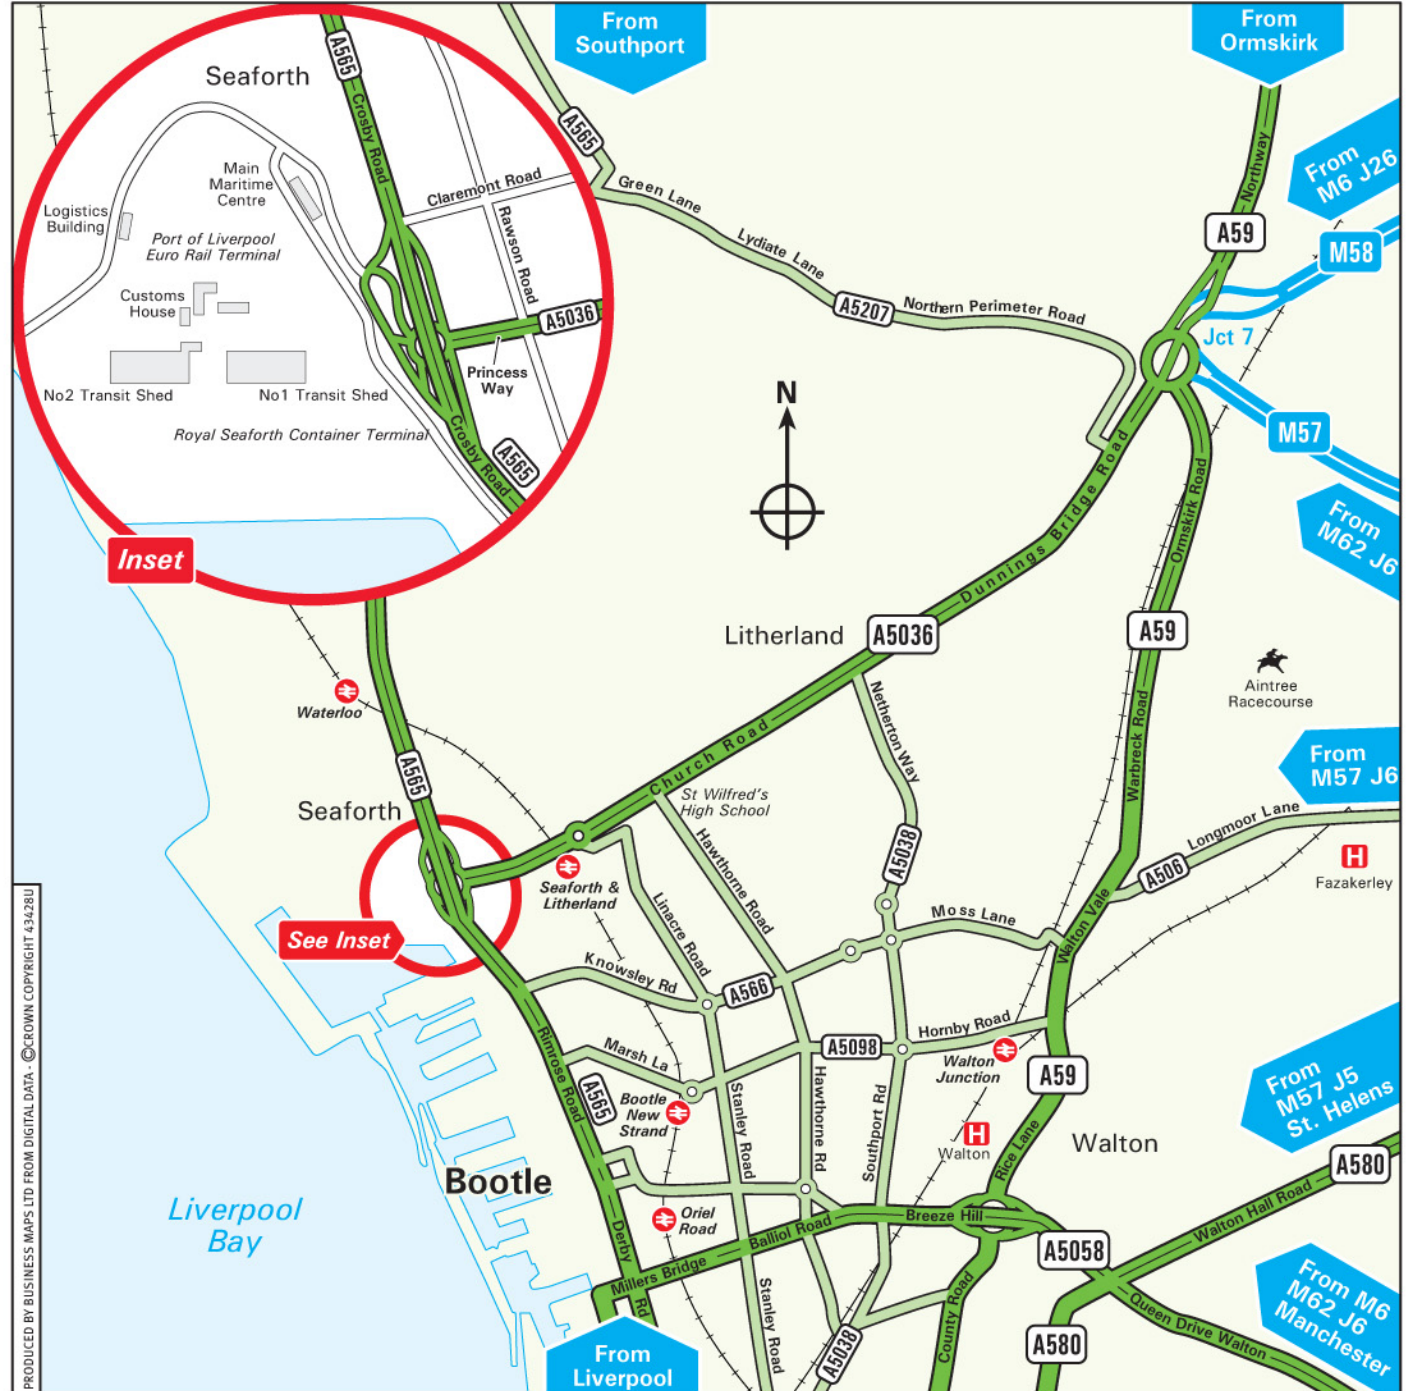 From
Southport
From
Ormskirk
From
M6 J26
Seaforth
A565
Crosby Road
Main
Maritime
Centre
Claremont Road
Rawson Road
Logistics
Building
Port of Liverpool
Euro Rail Terminal
Customs
House
A5036
Princess
Way
No2 Transit Shed
No1 Transit Shed
Royal Seaforth Container Terminal
Crosby Road
A565
Inset
A565
Green Lane
Lydiate Lane
A5207
Northern Perimeter Road
Northway
A59
M58
Jct 7
M57
From
M62 J6
N
Dunnings Bridge Road
Ormskirk Road
Litherland
A5036
A59
Aintree
Racecourse
Waterloo
Netherton Way
Church Road
Warbreck Road
From
M57 J6
A565
Seaforth
St Wilfred's
High School
Hawthorne Road
A5038
Longmoor Lane
A506
Fazakerley
H
Seaforth &
Litherland
Linacre Road
See Inset
Moss Lane
Walton Vale
Knowsley Rd
A566
Rimrose Road
Marsh La
A5098
Hornby Road
Walton
Junction
A59
From
M57 J5
St. Helens
A565
Bootle
New
Strand
Stanley Road
Hawthorne Rd
Southport Rd
H
Walton
Rice Lane
Walton
A580
Bootle
Liverpool
Bay
Oriel
Road
Derby
Rd
Millers Bridge
Balliol Road
Breeze Hill
A5058
Walton Hall Road
Queen Drive Walton
From M6
M62 J6
Manchester
Stanley Road
A5038
County Road
A580
From
Liverpool
PRODUCED BY BUSINESS MAPS LTD FROM DIGITAL DATA - ©CROWN COPYRIGHT 43428U